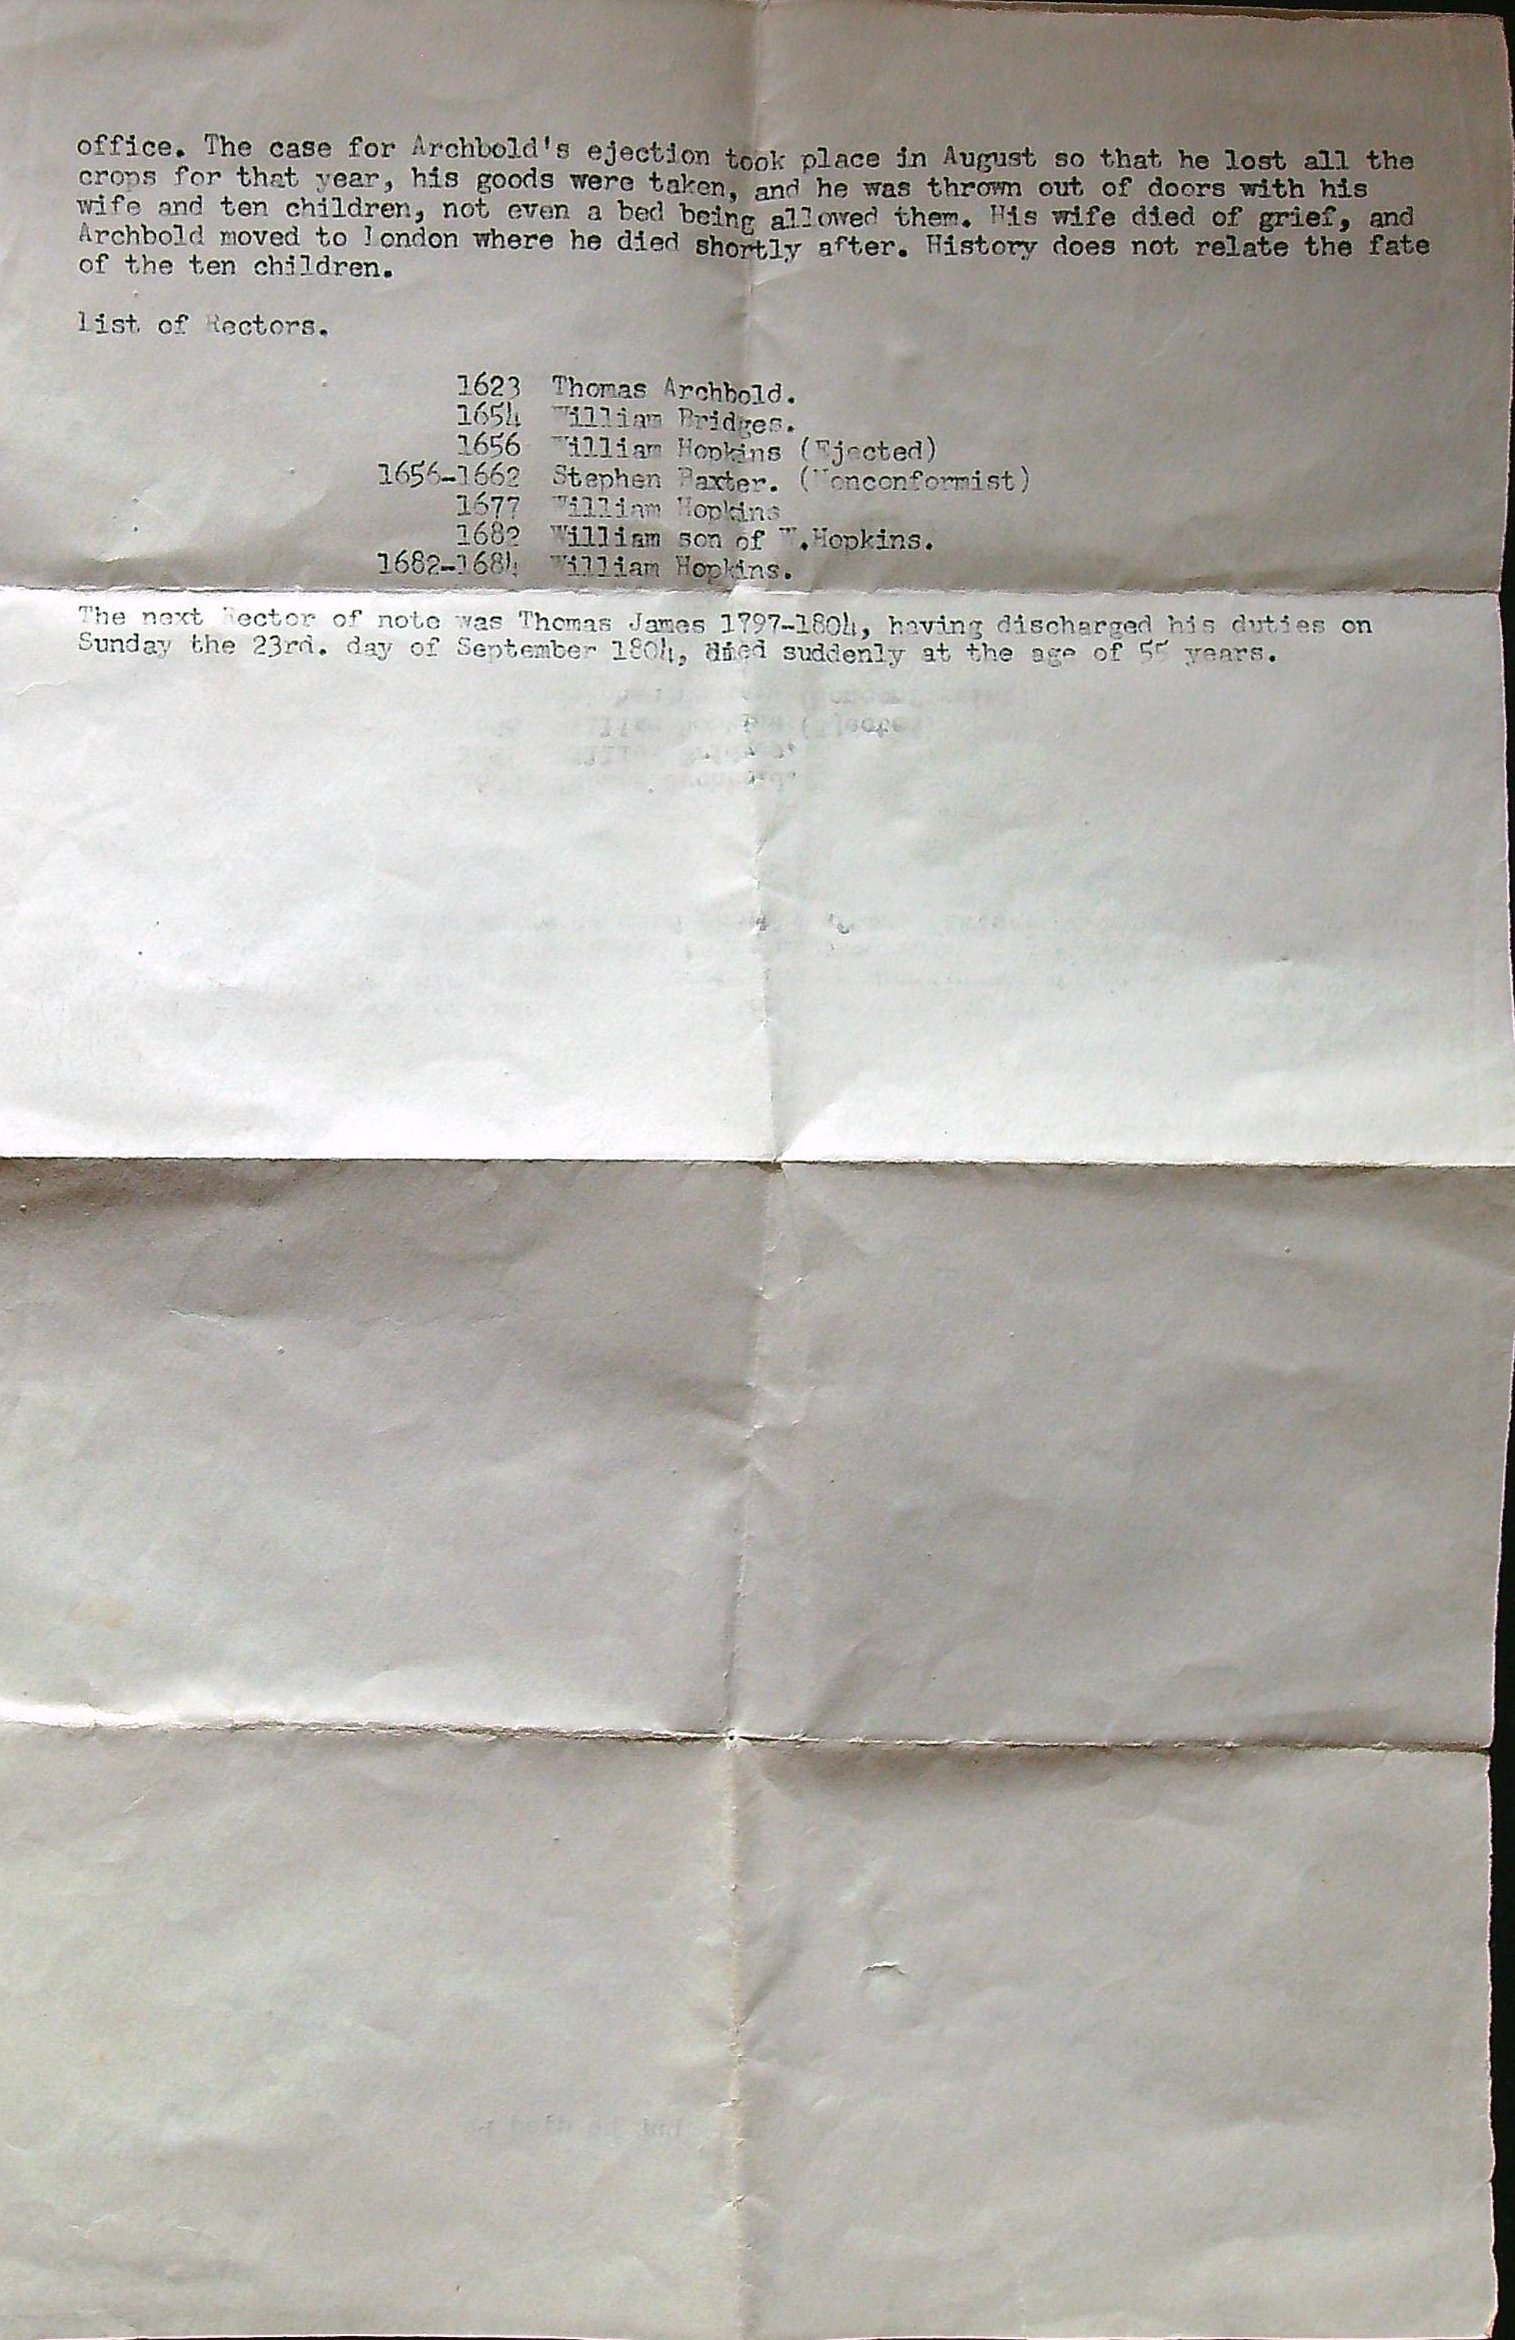 office. The case for Archbold's ejection took place in August so that he lost all the
crops for that year, his goods were taken, and he was thrown out of doors with his
wife and ten children, not even a bed being allowed them. His wife died of grief, and
Archbold moved to London where he died shortly after. History does not relate the fate
of the ten children.
list of Rectors.
1623 Thomas Archbold.
1654 William Bridges.
1656 William Hopkins (Ejected)
1656-1662 Stephen Baxter. (Nonconformist)
1677 William Hopkins
1682 William son of W.Hopkins.
1682-1684 William Hopkins.
The next Rector of note was Thomas James 1797-1804, having discharged his duties on
Sunday the 23rd. day of September 1804, died suddenly at the age of 55 years.